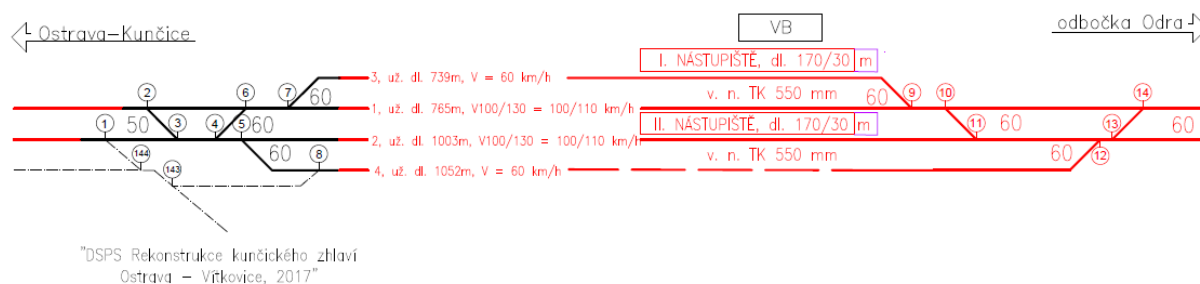 Ostrava-Kunčice
VB
odbočka Odra
I. NÁSTUPIŠTĚ, dl. 170/30 m
3, už. dl. 739m, V = 60 km/h
2 6 7 60 v. n. TK 550 mm 60 9 10 14
1, už. dl. 765m, V100/130 = 100/110 km/h
1 50 3 4 5 60 II. NÁSTUPIŠTĚ, dl. 170/30 m 11 60 13 60
2, už. dl. 1003m, V100/130 = 100/110 km/h
144 143 60 8 v. n. TK 550 mm 60 12
4, už. dl. 1052m, V = 60 km/h
"DSPS Rekonstrukce kunčického zhlaví
Ostrava - Vítkovice, 2017"